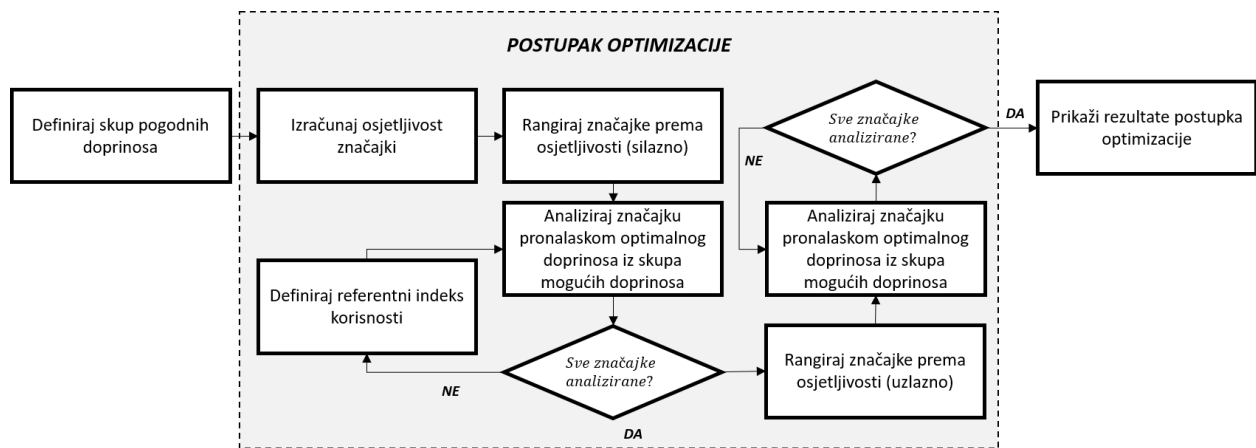 POSTUPAK OPTIMIZACIJE
Definiraj skup pogodnih
doprinosa
Izračunaj osjetljivost
značajki
Rangiraj značajke prema
osjetljivosti (silazno)
Analiziraj značajku
pronalaskom optimalnog
doprinosa iz skupa
mogućih doprinosa
Sve značajke
analizirane?
NE
Definiraj referentni indeks
korisnosti
DA
Rangiraj značajke prema
osjetljivosti (uzlazno)
Analiziraj značajku
pronalaskom optimalnog
doprinosa iz skupa
mogućih doprinosa
Sve značajke
analizirane?
NE
DA
Prikaži rezultate postupka
optimizacije